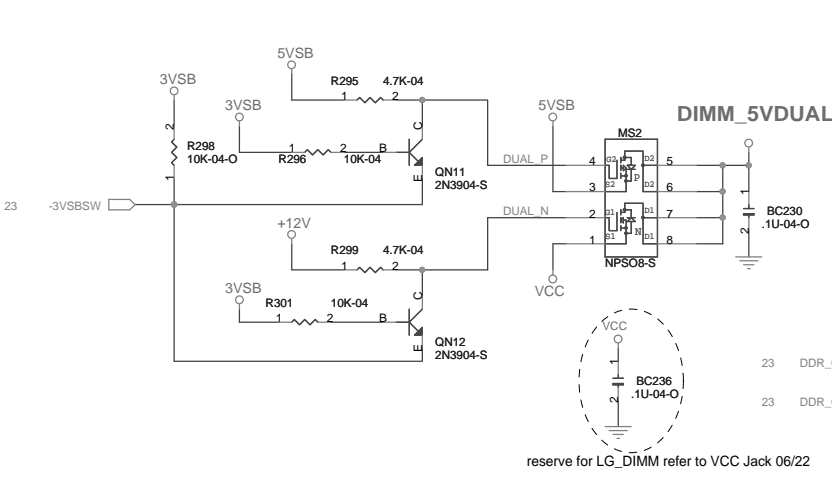 5VSB
R295 4.7K-04
1 2
3VSB
3VSB
2
R298
10K-04-O
1
1 2 B
R296 10K-04
C
E
QN11
2N3904-S
23 -3VSBSW
+12V
R299 4.7K-04
1 2
3VSB
R301 10K-04
1 2 B
C
E
QN12
2N3904-S
DUAL_P
DUAL_N
5VSB
MS2
4 G2 D2 5
P
3 S2 D2 6
2 G1 D1 7
N
1 S1 D1 8
NPSO8-S
VCC
DIMM_5VDUAL
1
BC230
.1U-04-O
2
VCC
1
BC236
.1U-04-O
2
23 DDR_
23 DDR_
reserve for LG_DIMM refer to VCC Jack 06/22